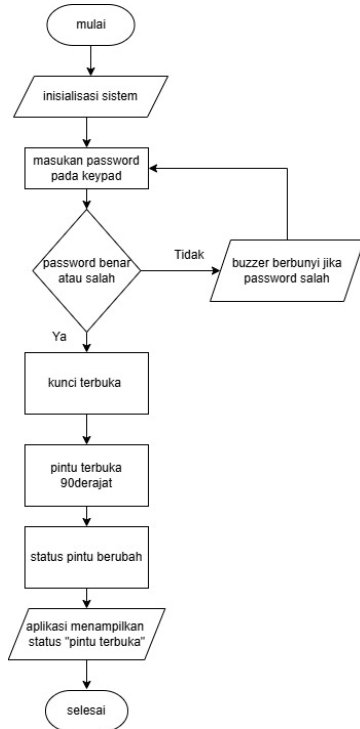 mulai
inisialisasi sistem
masukan password
pada keypad
password benar
atau salah
Tidak
buzzer berbunyi jika
password salah
Ya
kunci terbuka
pintu terbuka
90derajat
status pintu berubah
aplikasi menampilkan
status "pintu terbuka"
selesai